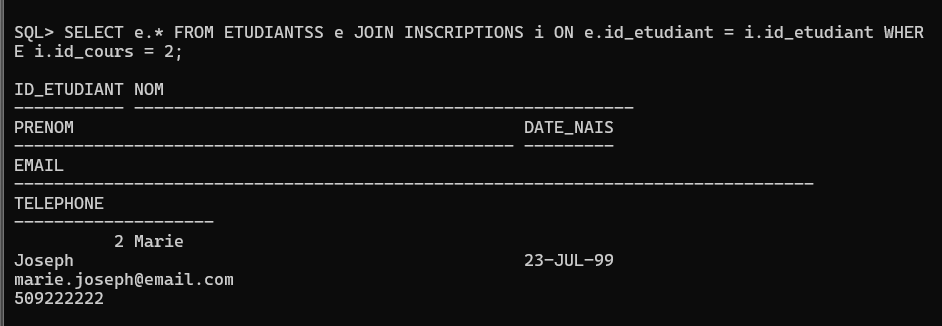 SQL> SELECT e.* FROM ETUDIANTSS e JOIN INSCRIPTIONS i ON e.id_etudiant = i.id_etudiant WHER
E i.id_cours = 2;
ID_ETUDIANT NOM
----------- --------------------------------------------------
PRENOM                                             DATE_NAIS
-------------------------------------------------- ---------
EMAIL
--------------------------------------------------------------------------------
TELEPHONE
--------------------
          2 Marie
Joseph                                             23-JUL-99
marie.joseph@email.com
509222222